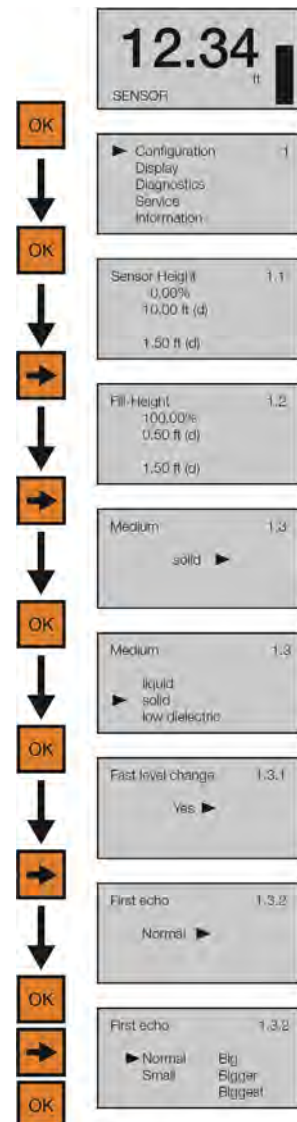 12.34
ft
SENSOR
OK
Configuration 1
Display
Diagnostics
Service
Information
OK
Sensor Height 1.1
0.00%
10.00 ft (d)
1.50 ft (d)
Fill-Height 1.2
100.00%
0.50 ft (d)
1.50 ft (d)
Medium 1.3
solid
OK
Medium 1.3
liquid
solid
low dielectric
OK
Fast level change 1.3.1
Yes
First echo 1.3.2
Normal
OK
First echo 1.3.2
Normal Big
Small Bigger
Biggest
OK